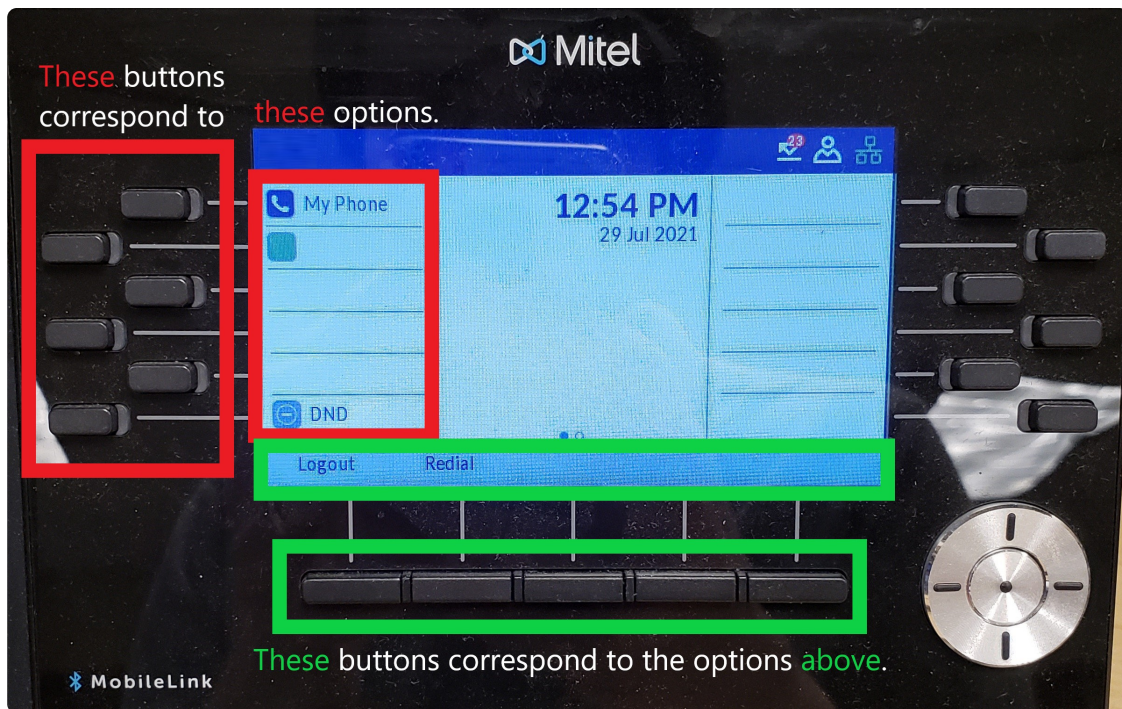 Mitel
These buttons
correspond to
these options.
23
My Phone
12:54 PM
29 Jul 2021
DND
Logout
Redial
These buttons correspond to the options above.
MobileLink